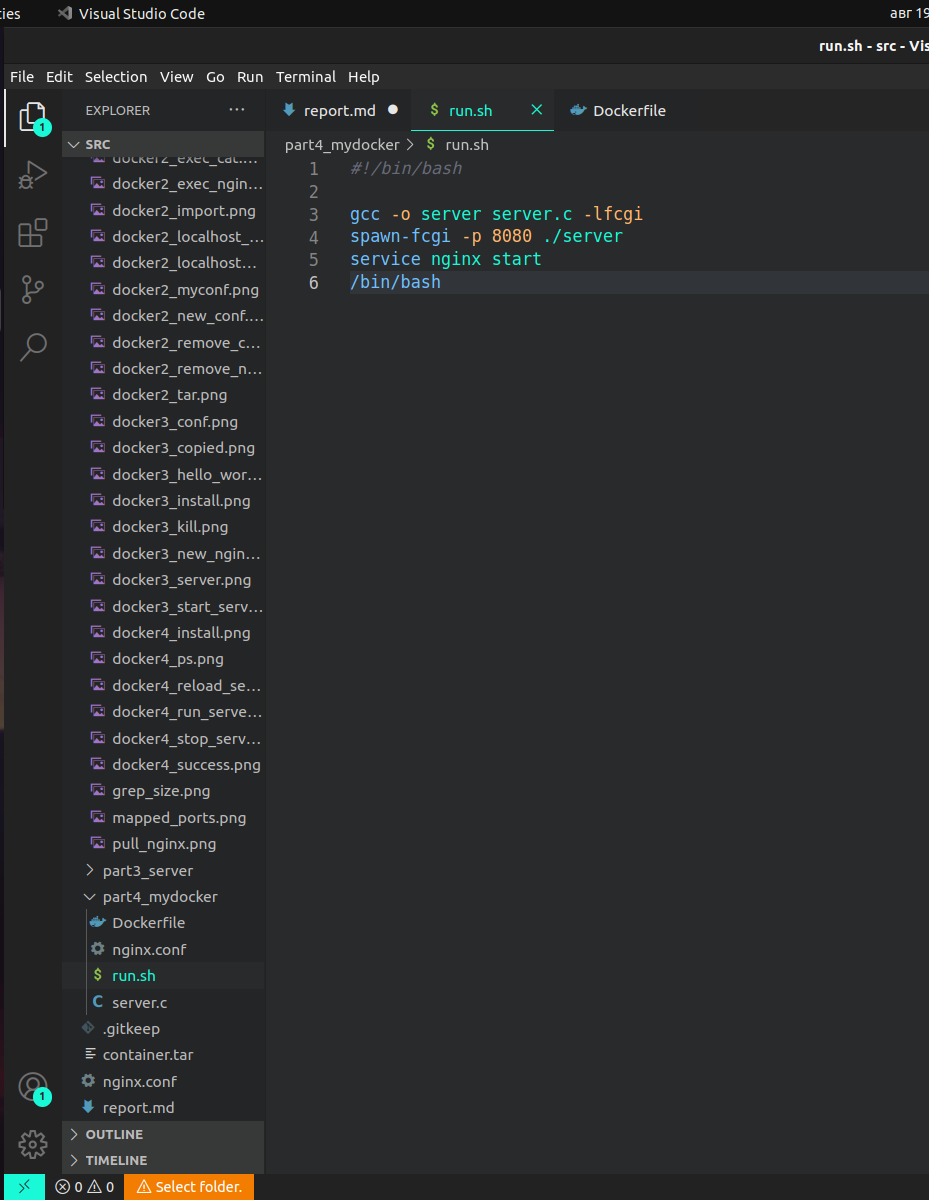 ies Visual Studio Code авг 19
run.sh - src - Vis
File Edit Selection View Go Run Terminal Help
EXPLORER ···
report.md
run.sh
Dockerfile
SRC
part4_mydocker > $ run.sh
docker2_exec_cat....
docker2_exec_ngin...
docker2_import.png
docker2_localhost_...
docker2_localhost...
docker2_myconf.png
docker2_new_conf....
docker2_remove_c...
docker2_remove_n...
docker2_tar.png
docker3_conf.png
docker3_copied.png
docker3_hello_wor...
docker3_install.png
docker3_kill.png
docker3_new_ngin...
docker3_server.png
docker3_start_serv...
docker4_install.png
docker4_ps.png
docker4_reload_se...
docker4_run_serve...
docker4_stop_serv...
docker4_success.png
grep_size.png
mapped_ports.png
pull_nginx.png
part3_server
part4_mydocker
Dockerfile
nginx.conf
$ run.sh
C server.c
.gitkeep
container.tar
nginx.conf
report.md
OUTLINE
TIMELINE
1 #!/bin/bash
2
3 gcc -o server server.c -lfcgi
4 spawn-fcgi -p 8080 ./server
5 service nginx start
6 /bin/bash
1
1
0 0 Select folder.